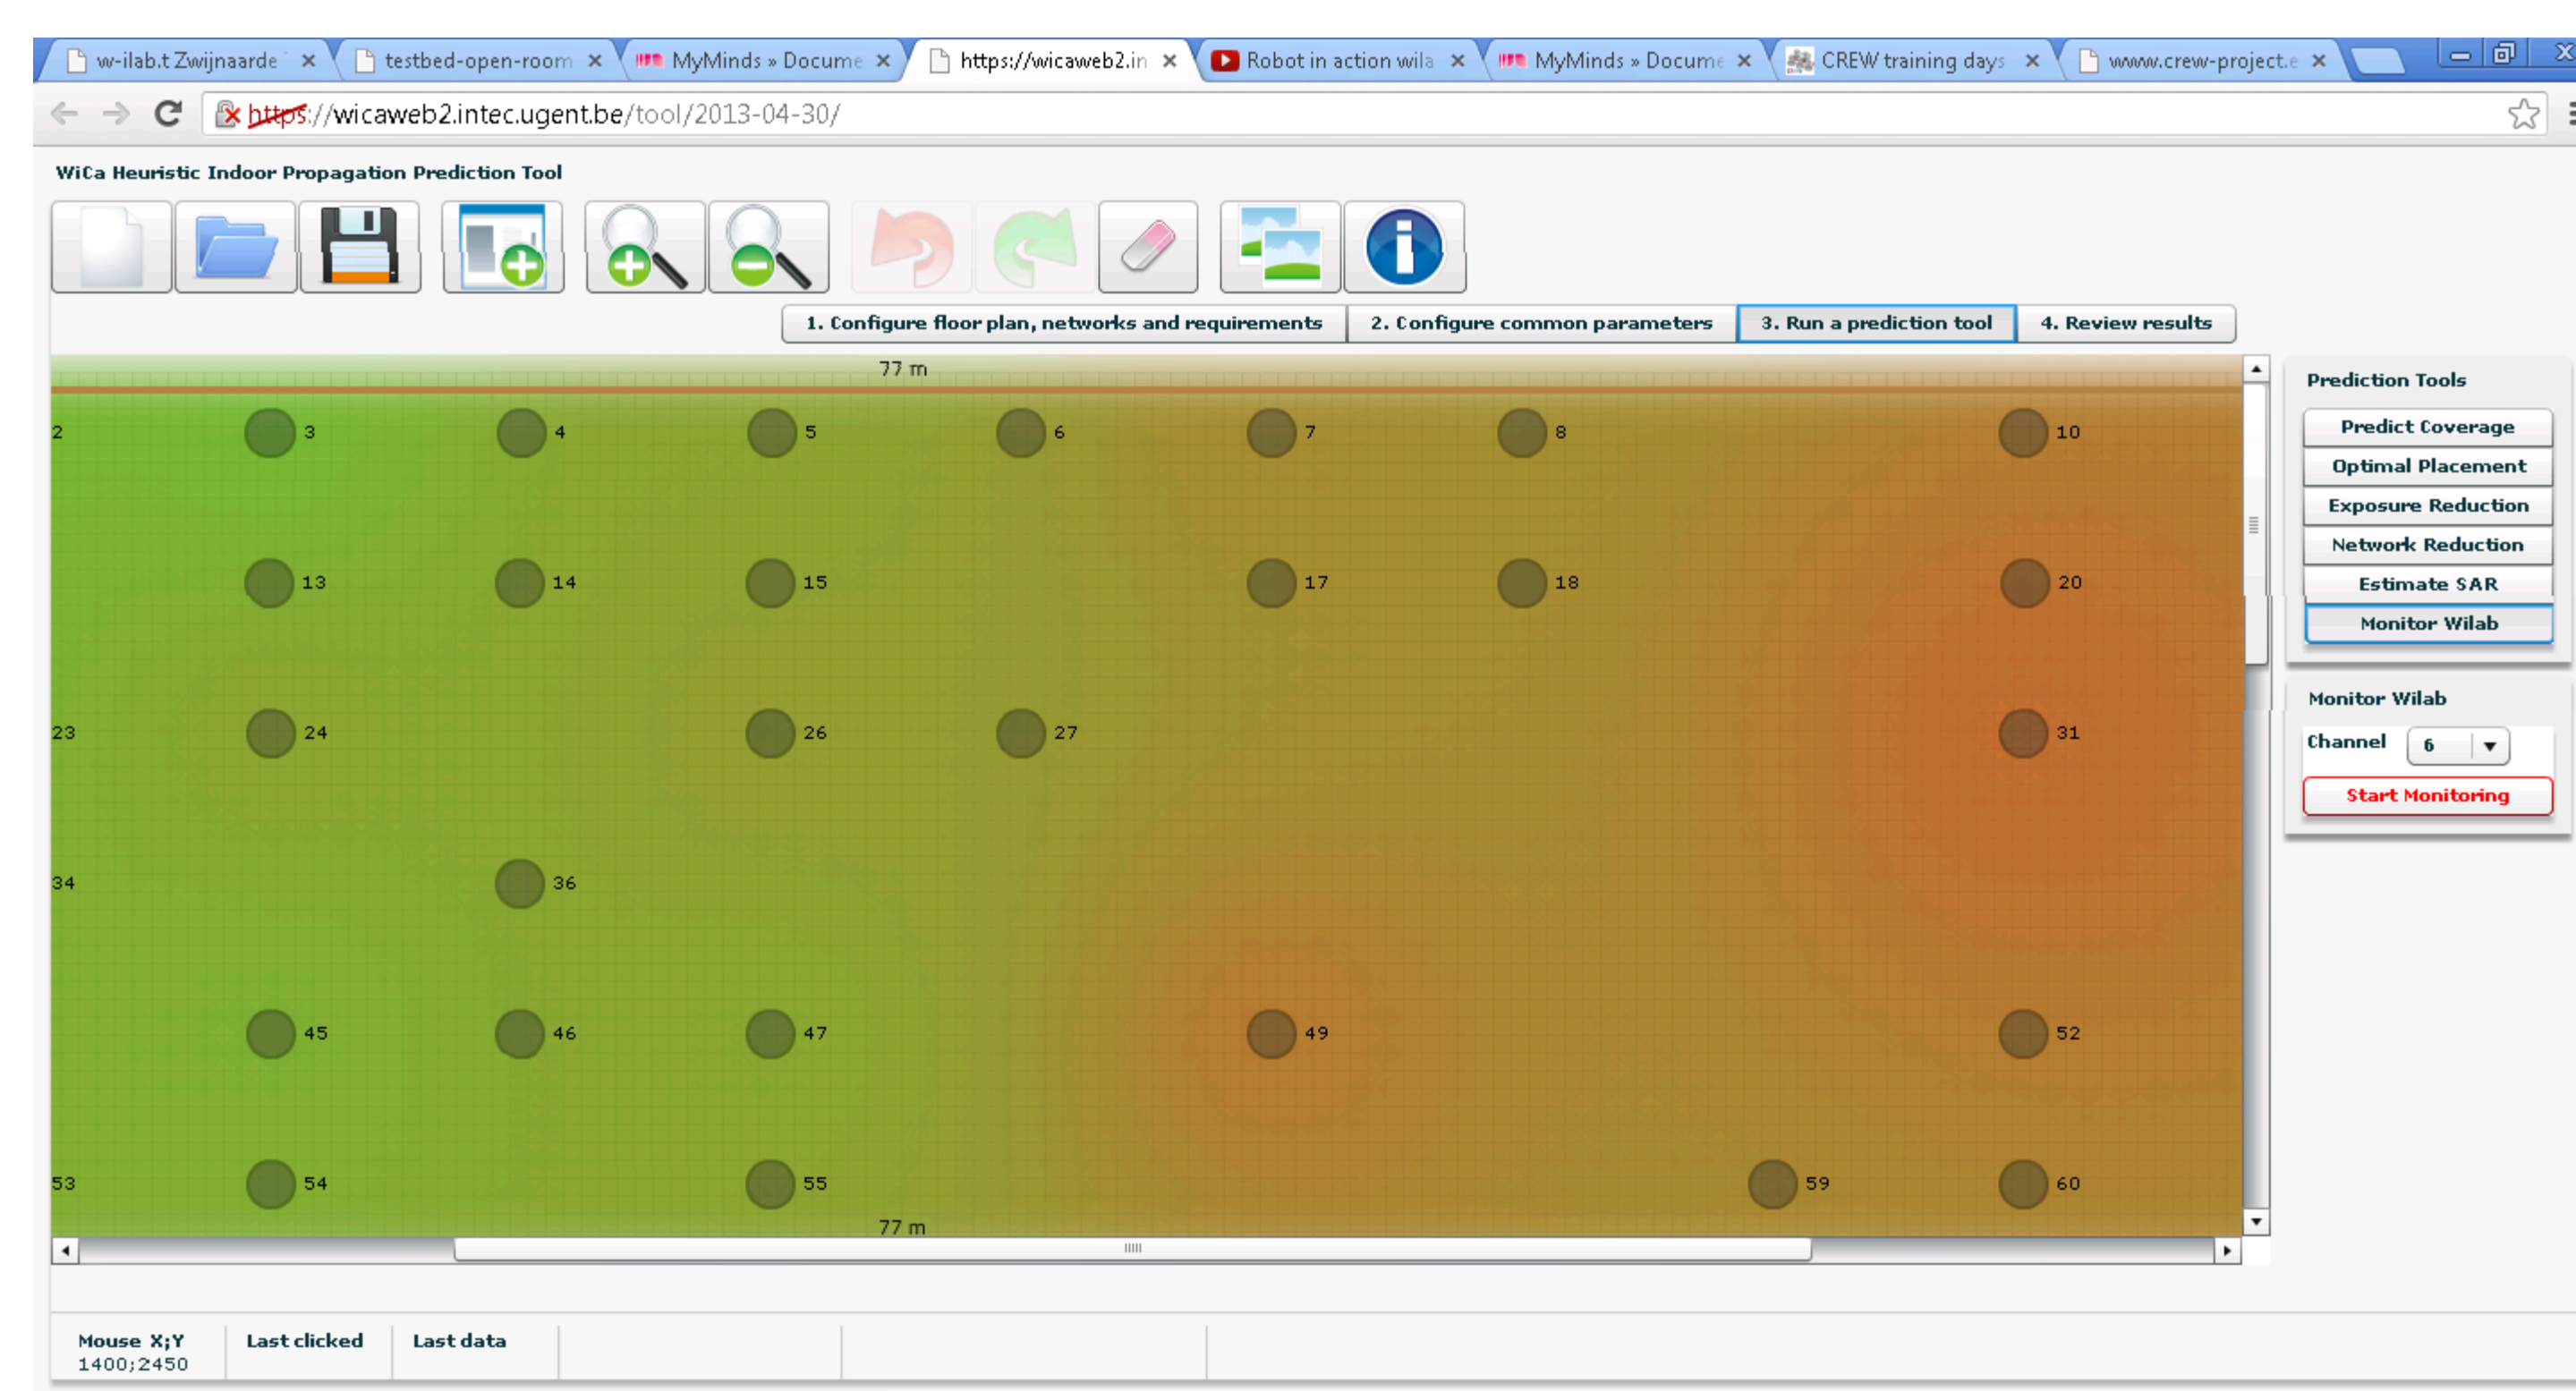 w-ilab.t Zwijnaarde testbed-open-room MyMinds » Docume https://wicaweb2.in Robot in action wila MyMinds » Docume CREW training days www.crew-project.e
https://wicaweb2.intec.ugent.be/tool/2013-04-30/
WiCa Heuristic Indoor Propagation Prediction Tool
1. Configure floor plan, networks and requirements 2. Configure common parameters 3. Run a prediction tool 4. Review results
77 m
2 3 4 5 6 7 8 10
13 14 15 17 18 20
23 24 26 27 31
34 36
45 46 47 49 52
53 54 55 59 60
77 m
Prediction Tools
Predict Coverage
Optimal Placement
Exposure Reduction
Network Reduction
Estimate SAR
Monitor Wilab
Monitor Wilab
Channel 6
Start Monitoring
Mouse X;Y Last clicked Last data
1400;2450